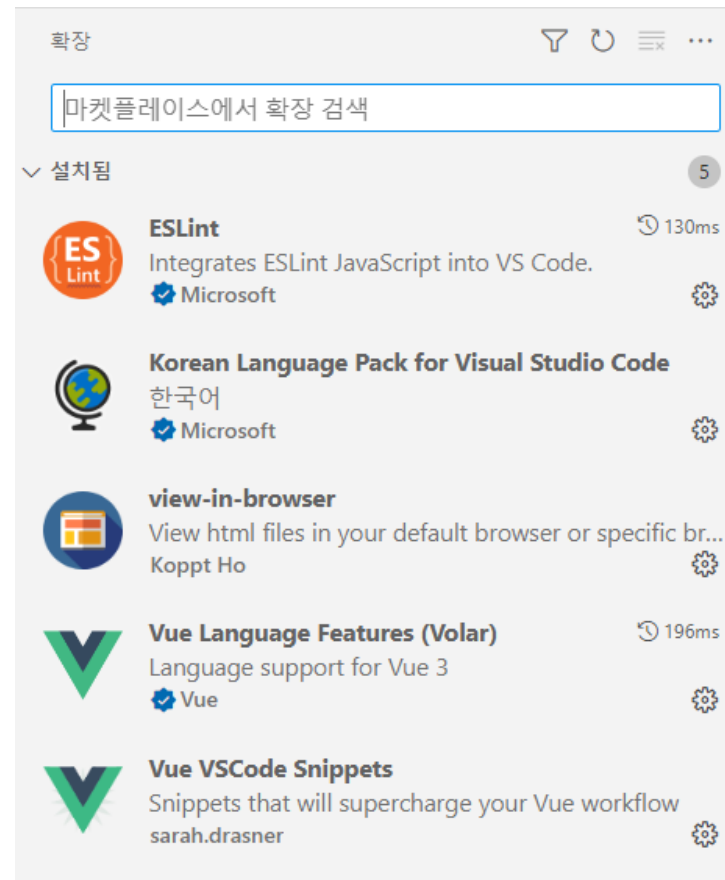 확장
마켓플레이스에서 확장 검색
설치됨
5
ES
Lint
ESLint
130ms
Integrates ESLint JavaScript into VS Code.
Microsoft
Korean Language Pack for Visual Studio Code
한국어
Microsoft
view-in-browser
View html files in your default browser or specific br...
Koppt Ho
Vue Language Features (Volar)
196ms
Language support for Vue 3
Vue
Vue VSCode Snippets
Snippets that will supercharge your Vue workflow
sarah.drasner